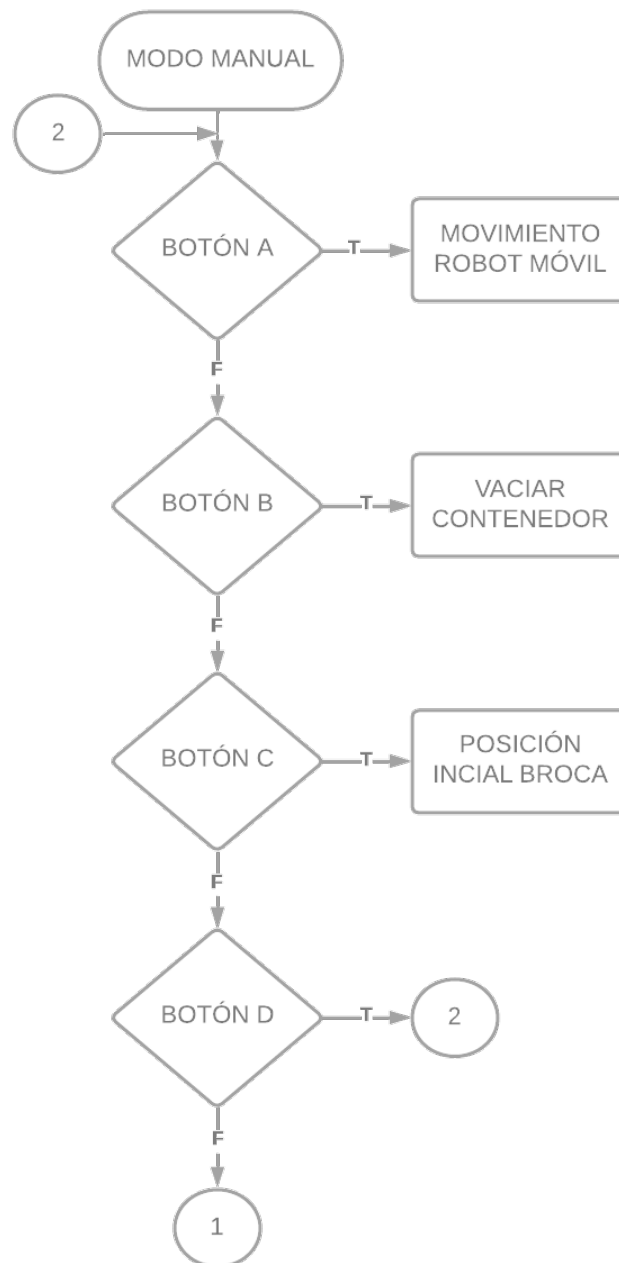 MODO MANUAL
2
BOTÓN A
T
MOVIMIENTO
ROBOT MÓVIL
F
BOTÓN B
T
VACIAR
CONTENEDOR
F
BOTÓN C
T
POSICIÓN
INCIAL BROCA
F
BOTÓN D
T
2
F
1